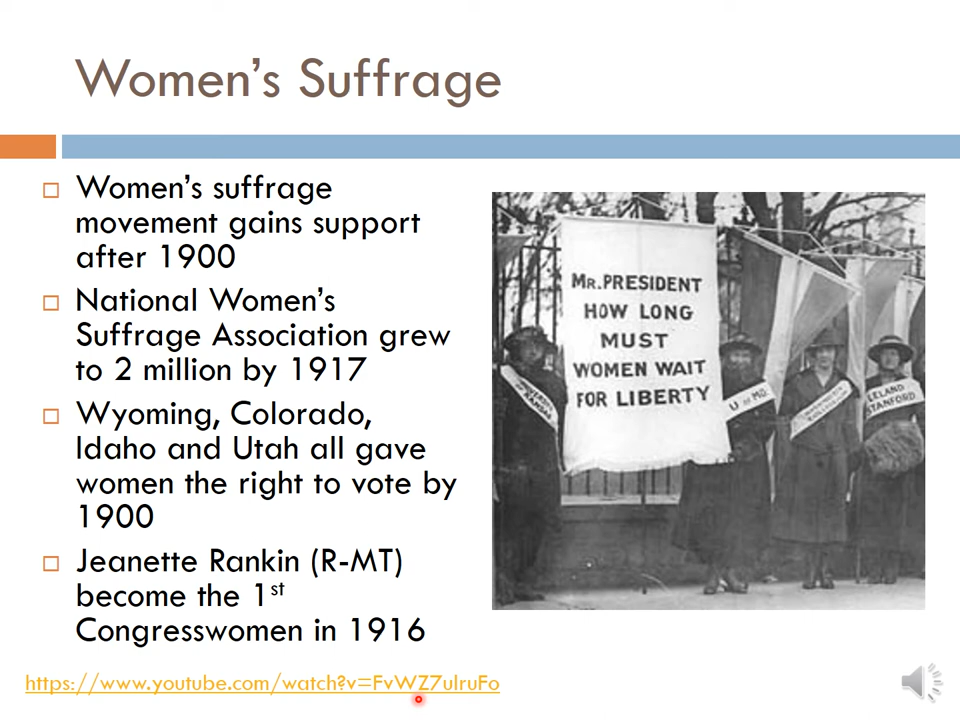 Women's Suffrage
Women's suffrage
movement gains support
after 1900
National Women's
Suffrage Association grew
to 2 million by 1917
Wyoming, Colorado,
Idaho and Utah all gave
women the right to vote by
1900
Jeanette Rankin (R-MT)
become the 1st
Congresswomen in 1916
https://www.youtube.com/watch?v=FvWZ7ulruFo
MR. PRESIDENT
HOW LONG
MUST
WOMEN WAIT
FOR LIBERTY
U OF MO.
LELAND
STANFORD